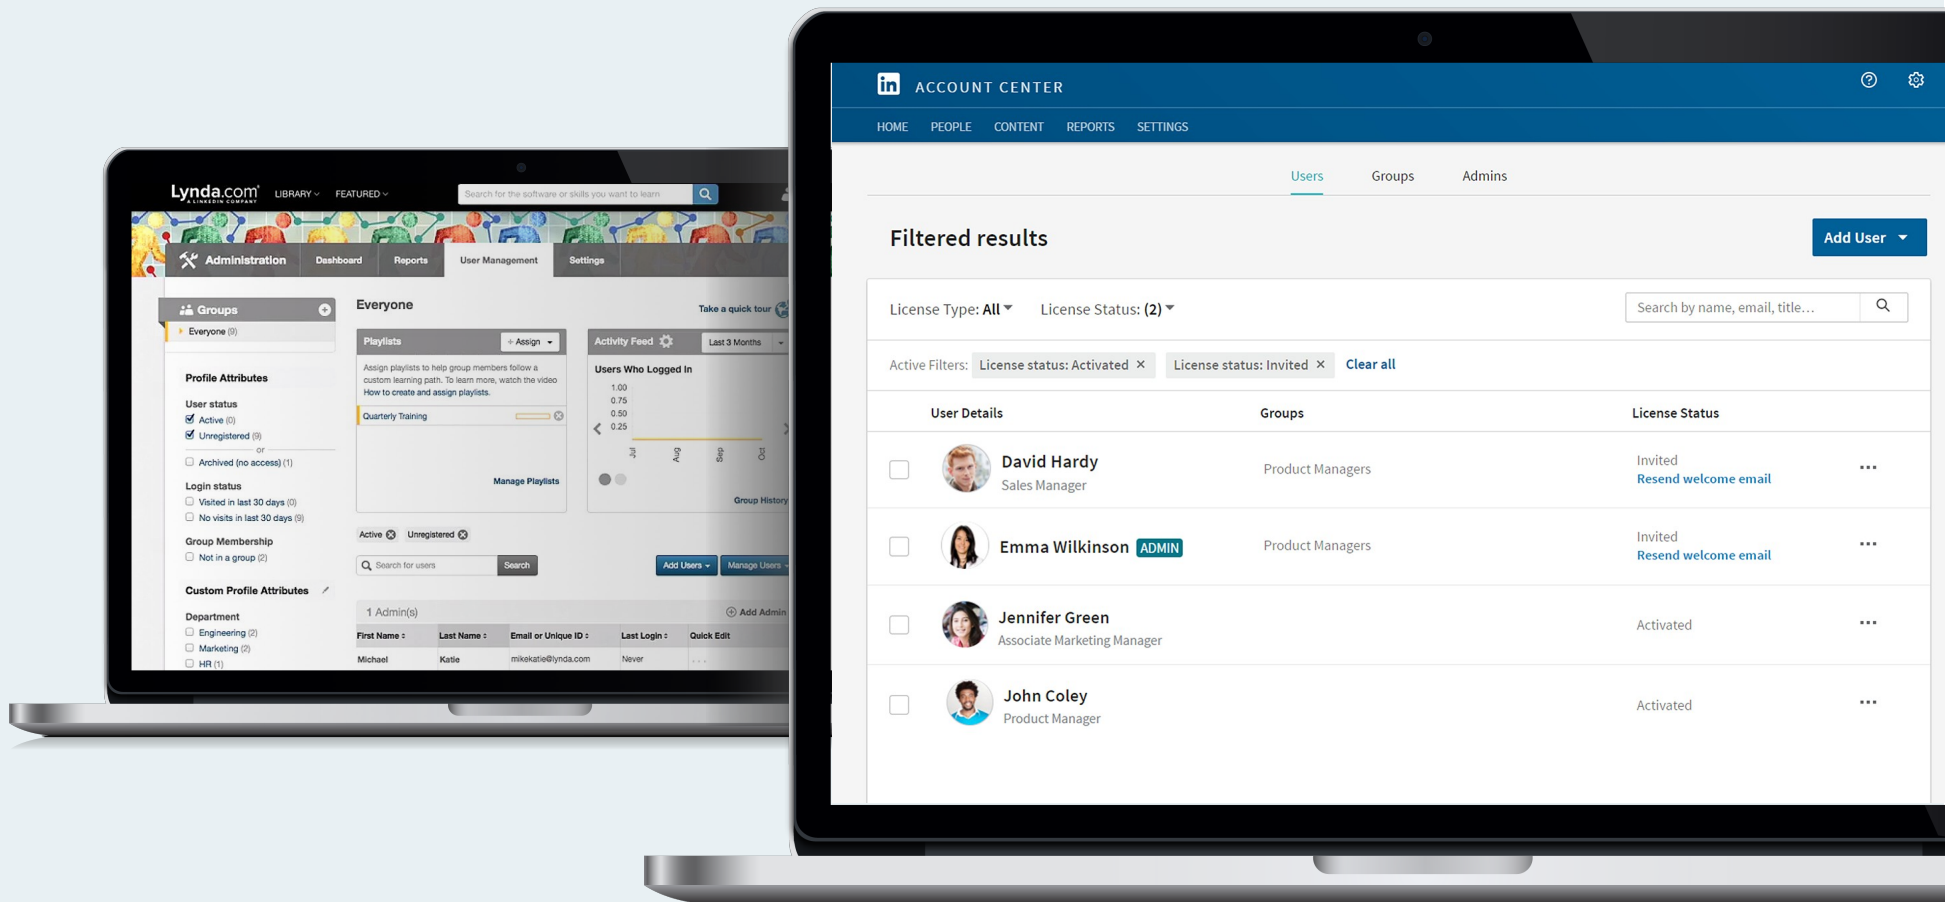 Lynda.com®
A LINKEDIN COMPANY
LIBRARY
FEATURED
Search for the software or skills you want to learn
Administration
Dashboard
Reports
User Management
Settings
Groups
Everyone (9)
Profile Attributes
User status
Active (0)
Unregistered (9)
or
Archived (no access) (1)
Login status
Visited in last 30 days (0)
No visits in last 30 days (9)
Group Membership
Not in a group (2)
Custom Profile Attributes
Department
Engineering (2)
Marketing (2)
HR (1)
Everyone
Take a quick tour
Playlists
+ Assign
Assign playlists to help group members follow a
custom learning path. To learn more, watch the video
How to create and assign playlists.
Quarterly Training
Manage Playlists
Activity Feed
Last 3 Months
Users Who Logged In
1.00
0.75
0.50
0.25
Jul
Aug
Sep
Oct
Group History
Active
Unregistered
Search for users
Search
Add Users
Manage Users
1 Admin(s)
Add Admin
First Name
Last Name
Email or Unique ID
Last Login
Quick Edit
Michael
Katie
mikekatie@lynda.com
Never
...
in
ACCOUNT CENTER
HOME
PEOPLE
CONTENT
REPORTS
SETTINGS
Users
Groups
Admins
Filtered results
Add User
License Type: All
License Status: (2)
Search by name, email, title...
Active Filters:
License status: Activated ×
License status: Invited ×
Clear all
User Details
Groups
License Status
David Hardy
Sales Manager
Product Managers
Invited
Resend welcome email
Emma Wilkinson ADMIN
Product Managers
Invited
Resend welcome email
Jennifer Green
Associate Marketing Manager
Activated
John Coley
Product Manager
Activated